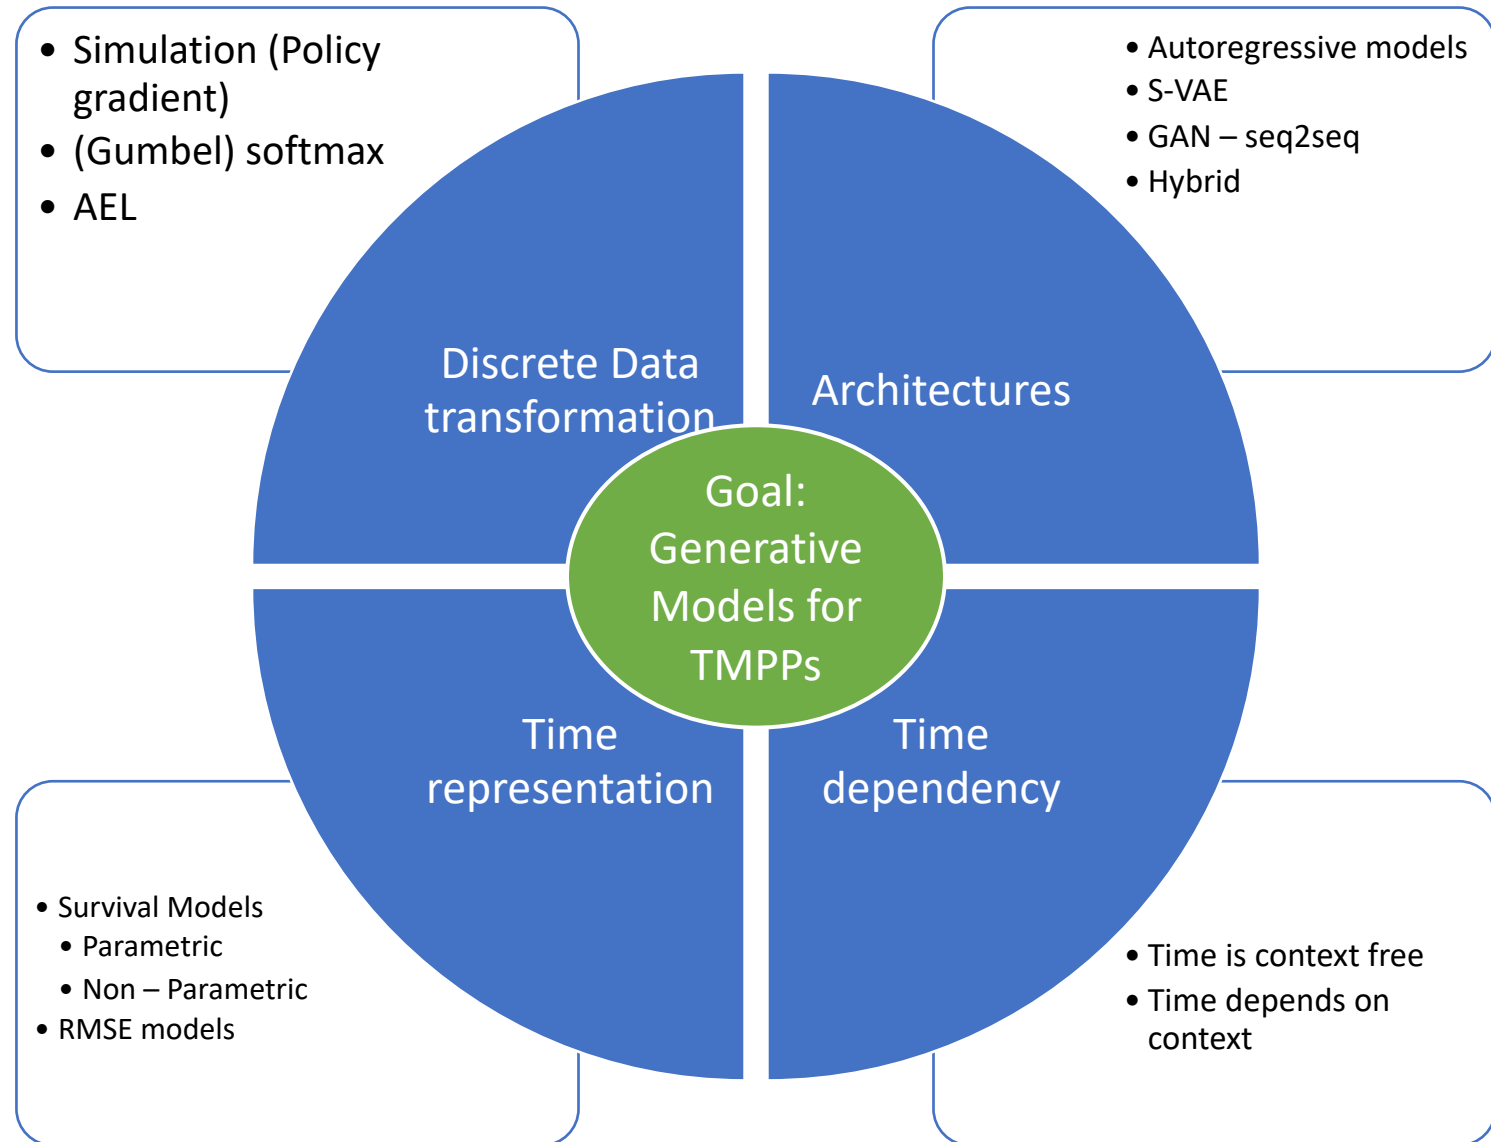 • Simulation (Policy
gradient)
• (Gumbel) softmax
• AEL
• Autoregressive models
• S-VAE
• GAN – seq2seq
• Hybrid
Discrete Data
transformation
Architectures
Goal:
Generative
Models for
TMPPs
Time
representation
Time
dependency
• Survival Models
• Parametric
• Non – Parametric
• RMSE models
• Time is context free
• Time depends on
context